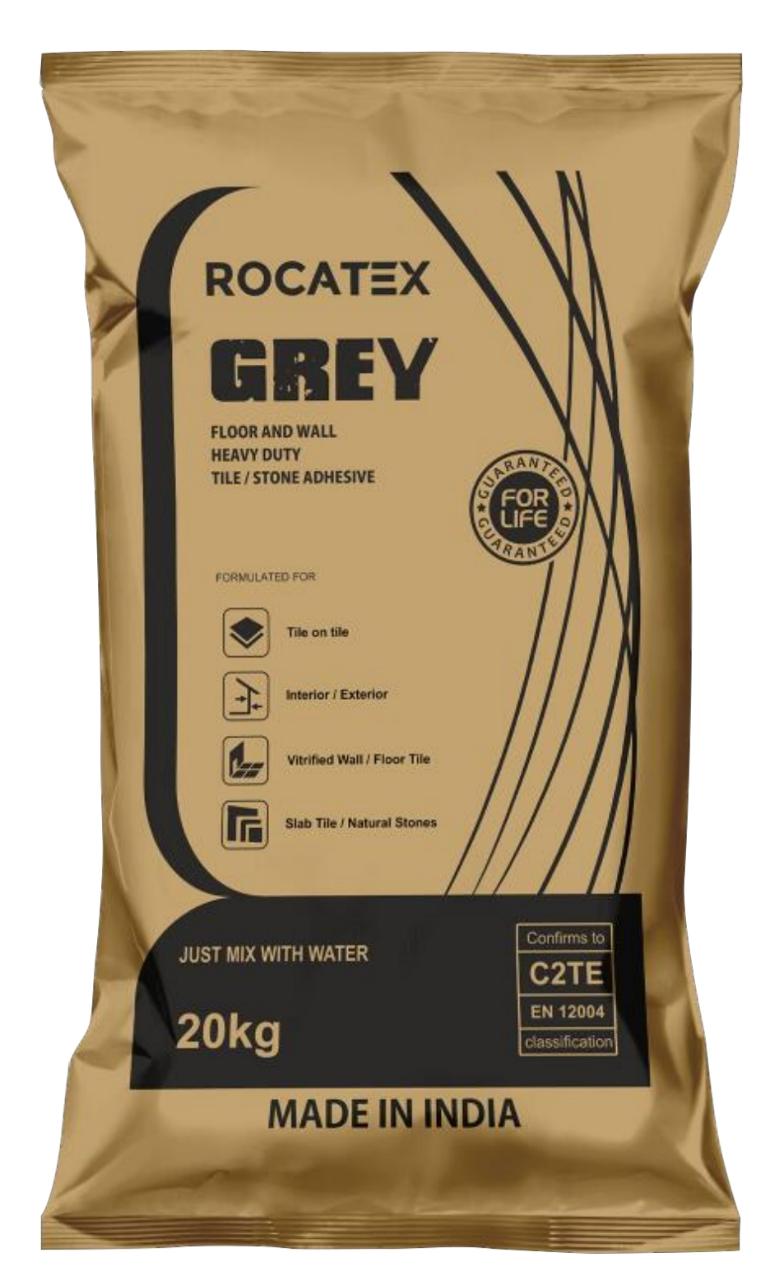 ROCATEX
GREY
FLOOR AND WALL
HEAVY DUTY
TILE / STONE ADHESIVE
GUARANTEED
FOR
LIFE
GUARANTEED
FORMULATED FOR
Tile on tile
Interior / Exterior
Vitrified Wall / Floor Tile
Slab Tile / Natural Stones
JUST MIX WITH WATER
20kg
Confirms to
C2TE
EN 12004
classification
MADE IN INDIA